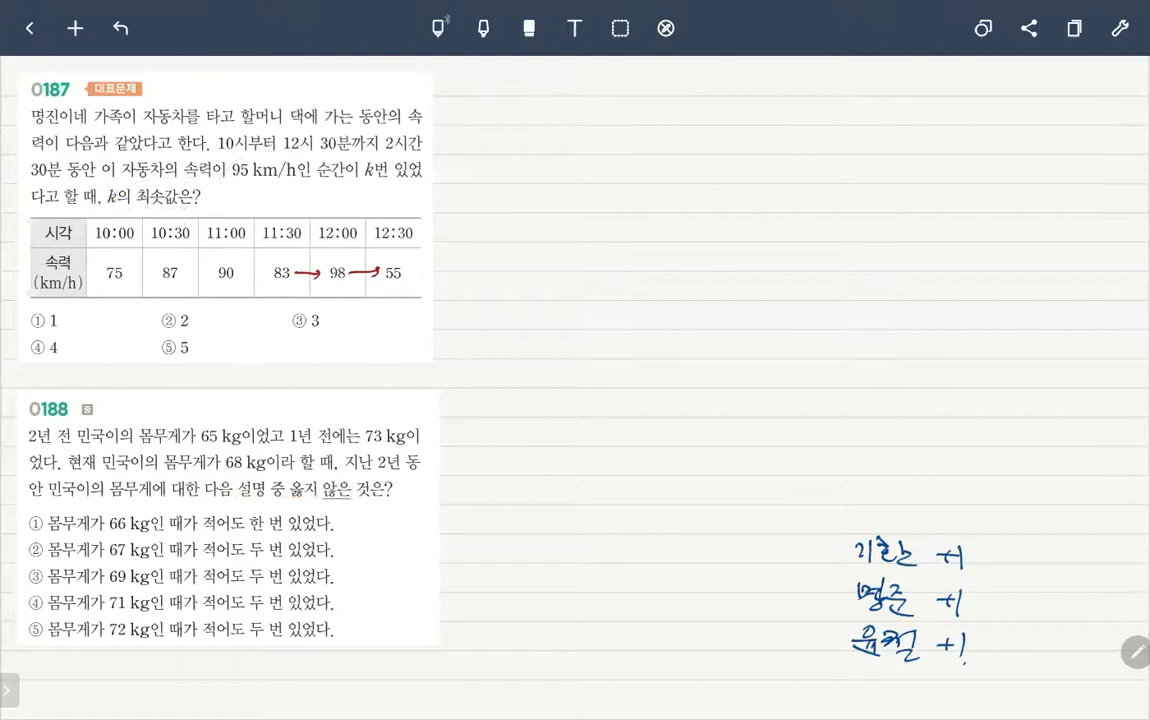 0187 대표문제
명진이네 가족이 자동차를 타고 할머니 댁에 가는 동안의 속
력이 다음과 같았다고 한다. 10시부터 12시 30분까지 2시간
30분 동안 이 자동차의 속력이 95 km/h인 순간이 k번 있었
다고 할 때, k의 최솟값은?
시각 10:00 10:30 11:00 11:30 12:00 12:30
속력
(km/h) 75 87 90 83 98 55
① 1 ② 2 ③ 3
④ 4 ⑤ 5
0188 중
2년 전 민국이의 몸무게가 65 kg이었고 1년 전에는 73 kg이
었다. 현재 민국이의 몸무게가 68 kg이라 할 때, 지난 2년 동
안 민국이의 몸무게에 대한 다음 설명 중 옳지 않은 것은?
① 몸무게가 66 kg인 때가 적어도 한 번 있었다.
② 몸무게가 67 kg인 때가 적어도 두 번 있었다.
③ 몸무게가 69 kg인 때가 적어도 두 번 있었다.
④ 몸무게가 71 kg인 때가 적어도 두 번 있었다.
⑤ 몸무게가 72 kg인 때가 적어도 두 번 있었다.
+1
명준 +1
+1